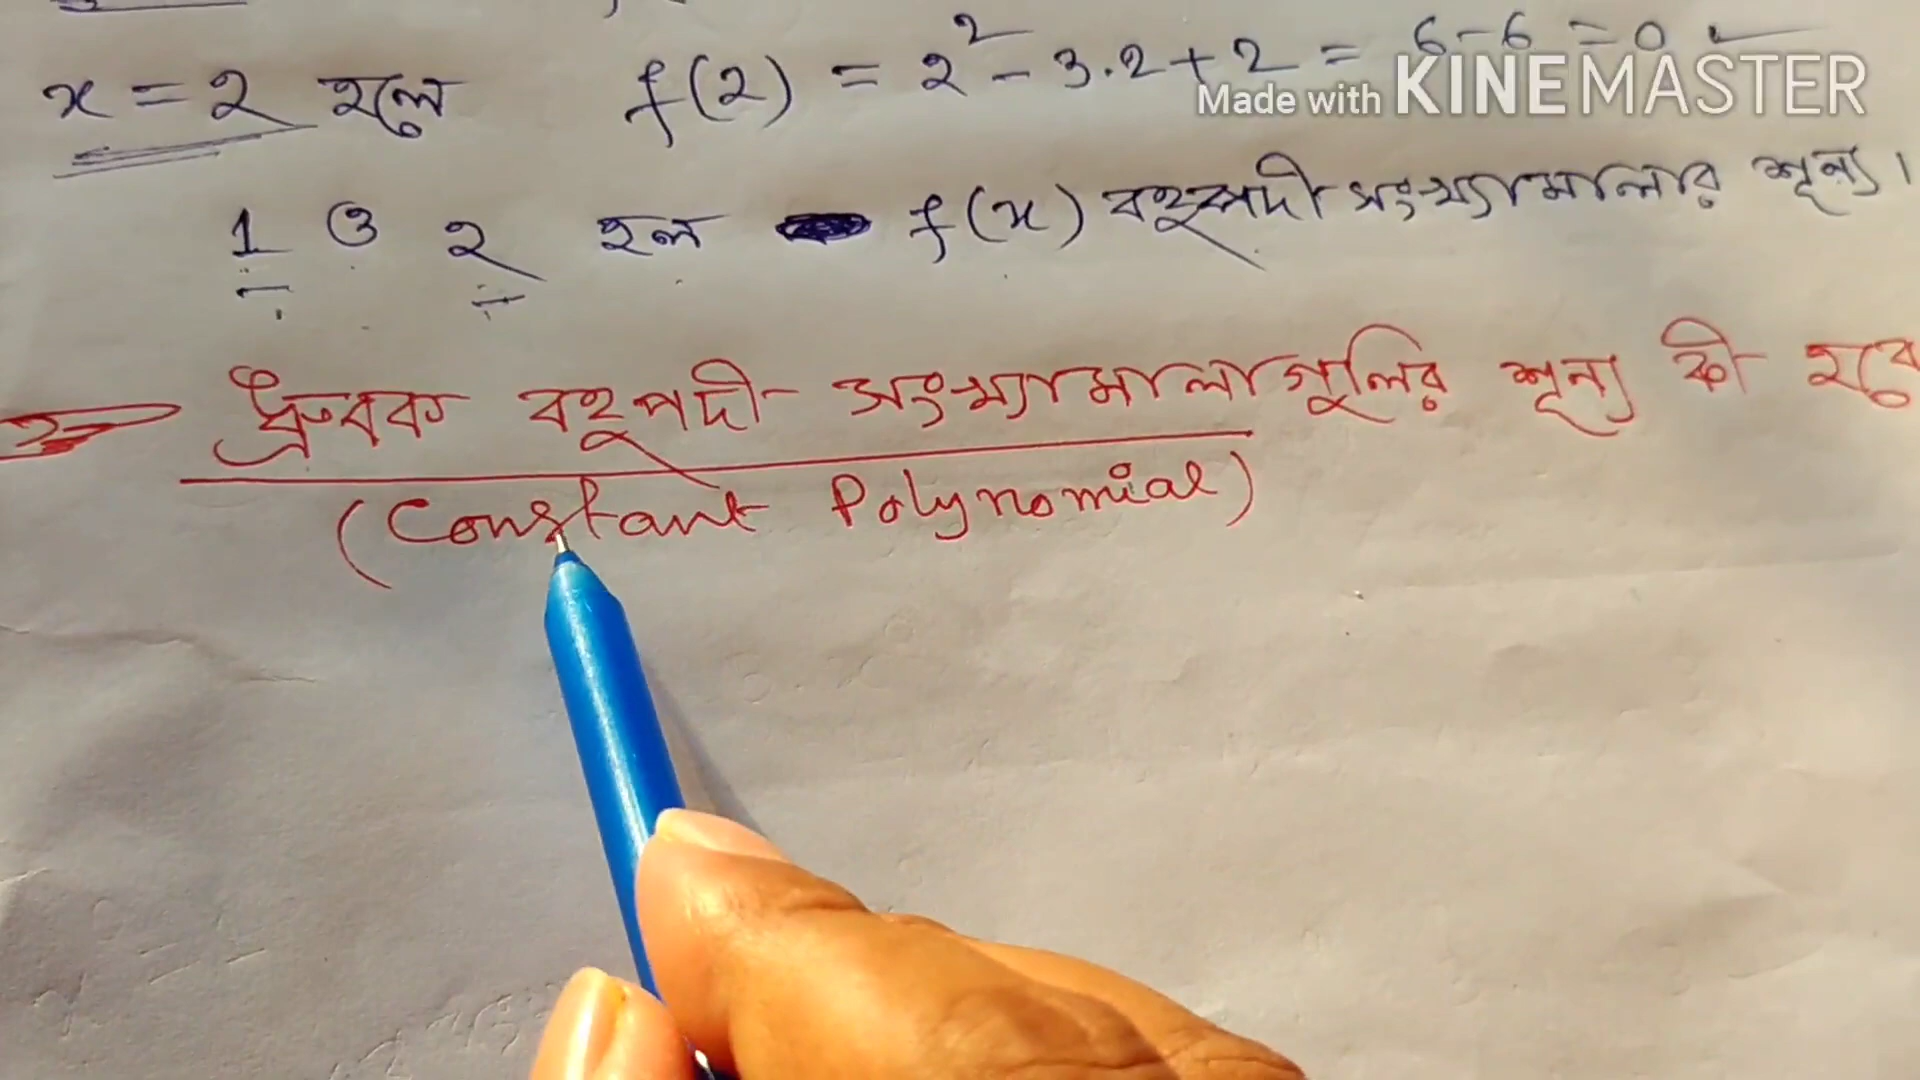 x = 2 হলে f(2) = 2² - 3.2 + 2 = 6 - 6 = 0
Made with KINEMASTER
1 ও 2 হল f(x) বহুপদী সংখ্যামালার শূন্য।
ধ্রুবক বহুপদী সংখ্যামালাগুলির শূন্য কী হবে
(Constant Polynomial)